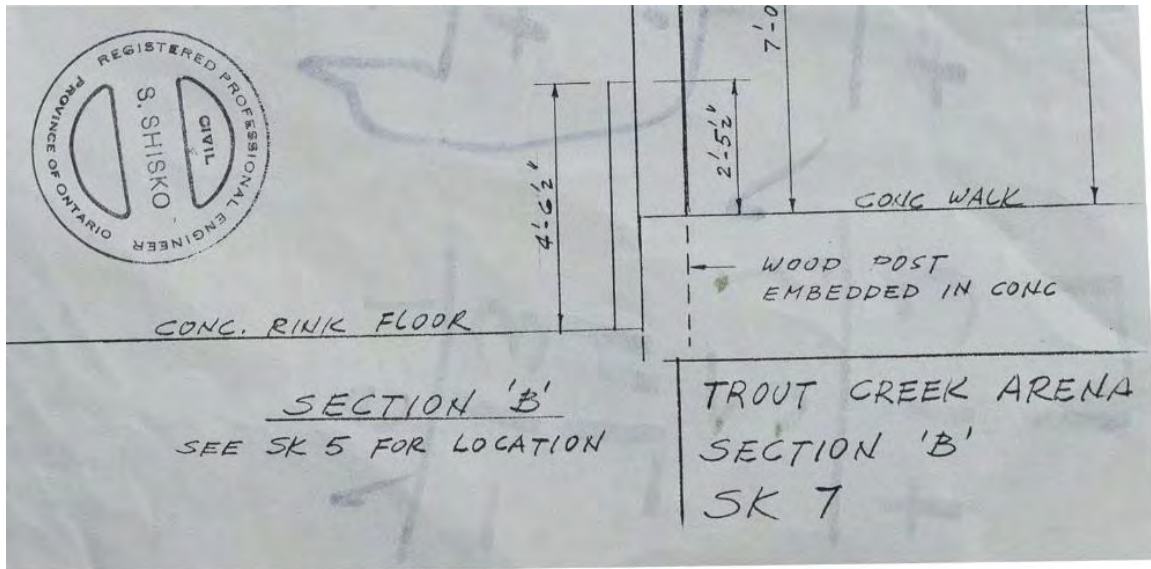 REGISTERED PROFESSIONAL ENGINEER
PROVINCE OF ONTARIO
CIVIL
S. SHISKO
7'-0
4'-6½"
2'-5½"
CONC WALK
WOOD POST
EMBEDDED IN CONC
CONC. RINK FLOOR
SECTION 'B'
SEE SK 5 FOR LOCATION
TROUT CREEK ARENA
SECTION 'B'
SK 7